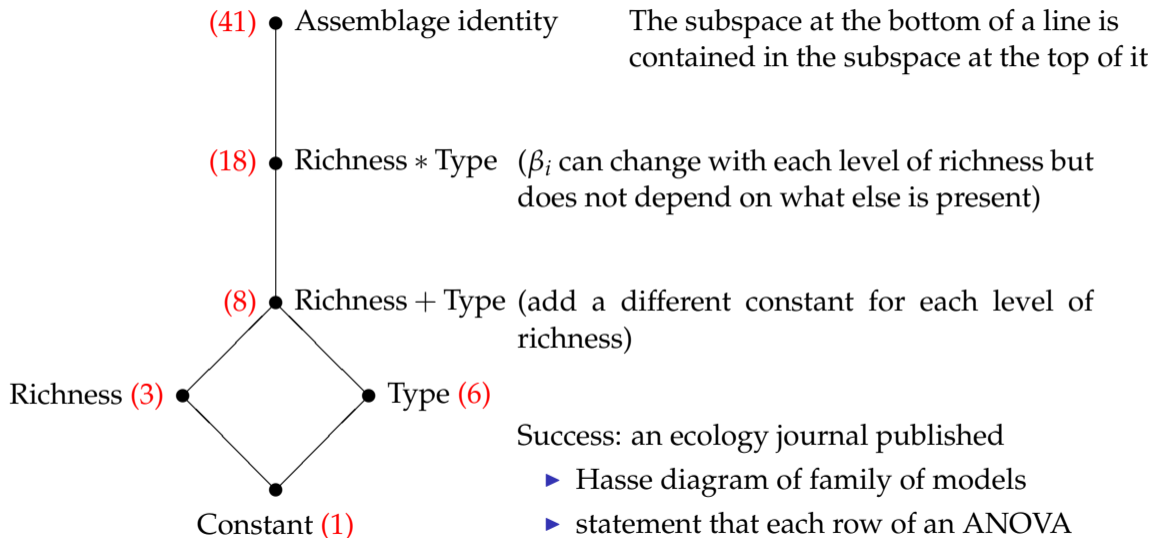 (41) Assemblage identity
The subspace at the bottom of a line is
contained in the subspace at the top of it
(18) Richness ∗ Type (βi can change with each level of richness but
does not depend on what else is present)
(8) Richness + Type (add a different constant for each level of
richness)
Richness (3)
Type (6)
Constant (1)
Success: an ecology journal published
▶ Hasse diagram of family of models
▶ statement that each row of an ANOVA